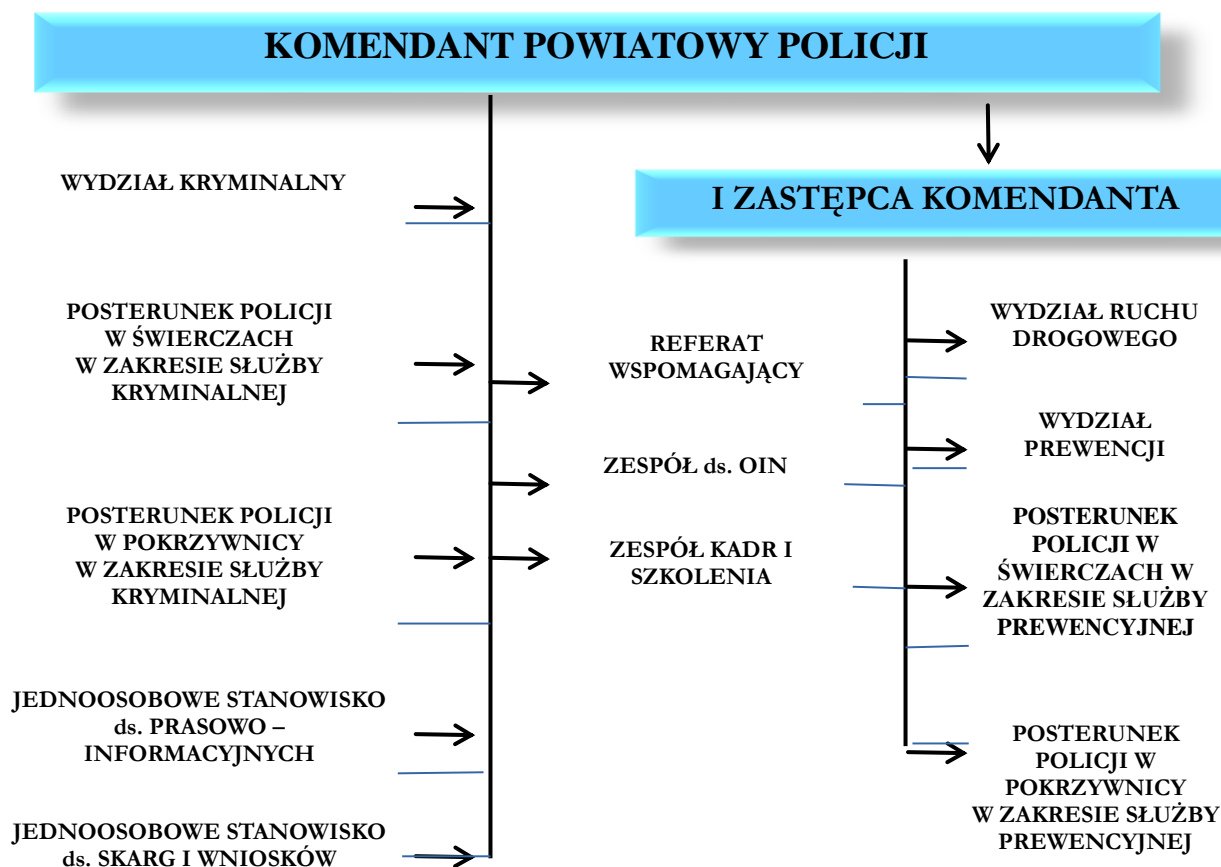 KOMENDANT POWIATOWY POLICJI
I ZASTĘPCA KOMENDANTA
WYDZIAŁ KRYMINALNY
POSTERUNEK POLICJI
W ŚWIERCZACH
W ZAKRESIE SŁUŻBY
KRYMINALNEJ
POSTERUNEK POLICJI
W POKRZYWNICY
W ZAKRESIE SŁUŻBY
KRYMINALNEJ
JEDNOOSOBOWE STANOWISKO
ds. PRASOWO –
INFORMACYJNYCH
JEDNOOSOBOWE STANOWISKO
ds. SKARG I WNIOSKÓW
REFERAT
WSPOMAGAJĄCY
ZESPÓŁ ds. OIN
ZESPÓŁ KADR I
SZKOLENIA
WYDZIAŁ RUCHU
DROGOWEGO
WYDZIAŁ
PREWENCJI
POSTERUNEK
POLICJI W
ŚWIERCZACH W
ZAKRESIE SŁUŻBY
PREWENCYJNEJ
POSTERUNEK
POLICJI W
POKRZYWNICY
W ZAKRESIE SŁUŻBY
PREWENCYJNEJ